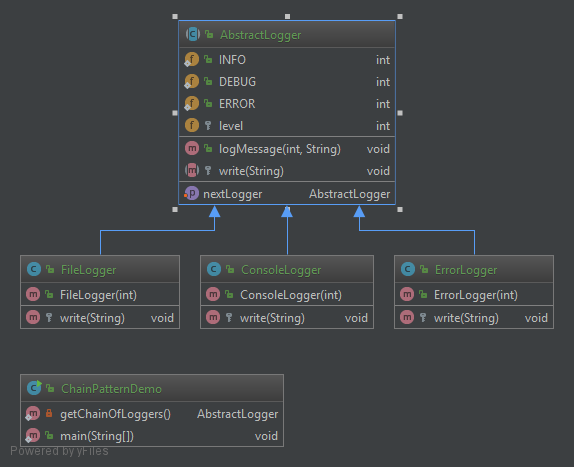 AbstractLogger
INFO int
DEBUG int
ERROR int
level int
logMessage(int, String) void
write(String) void
nextLogger AbstractLogger
FileLogger
FileLogger(int)
write(String) void
ConsoleLogger
ConsoleLogger(int)
write(String) void
ErrorLogger
ErrorLogger(int)
write(String) void
ChainPatternDemo
getChainOfLoggers() AbstractLogger
main(String[]) void
Powered by yFiles